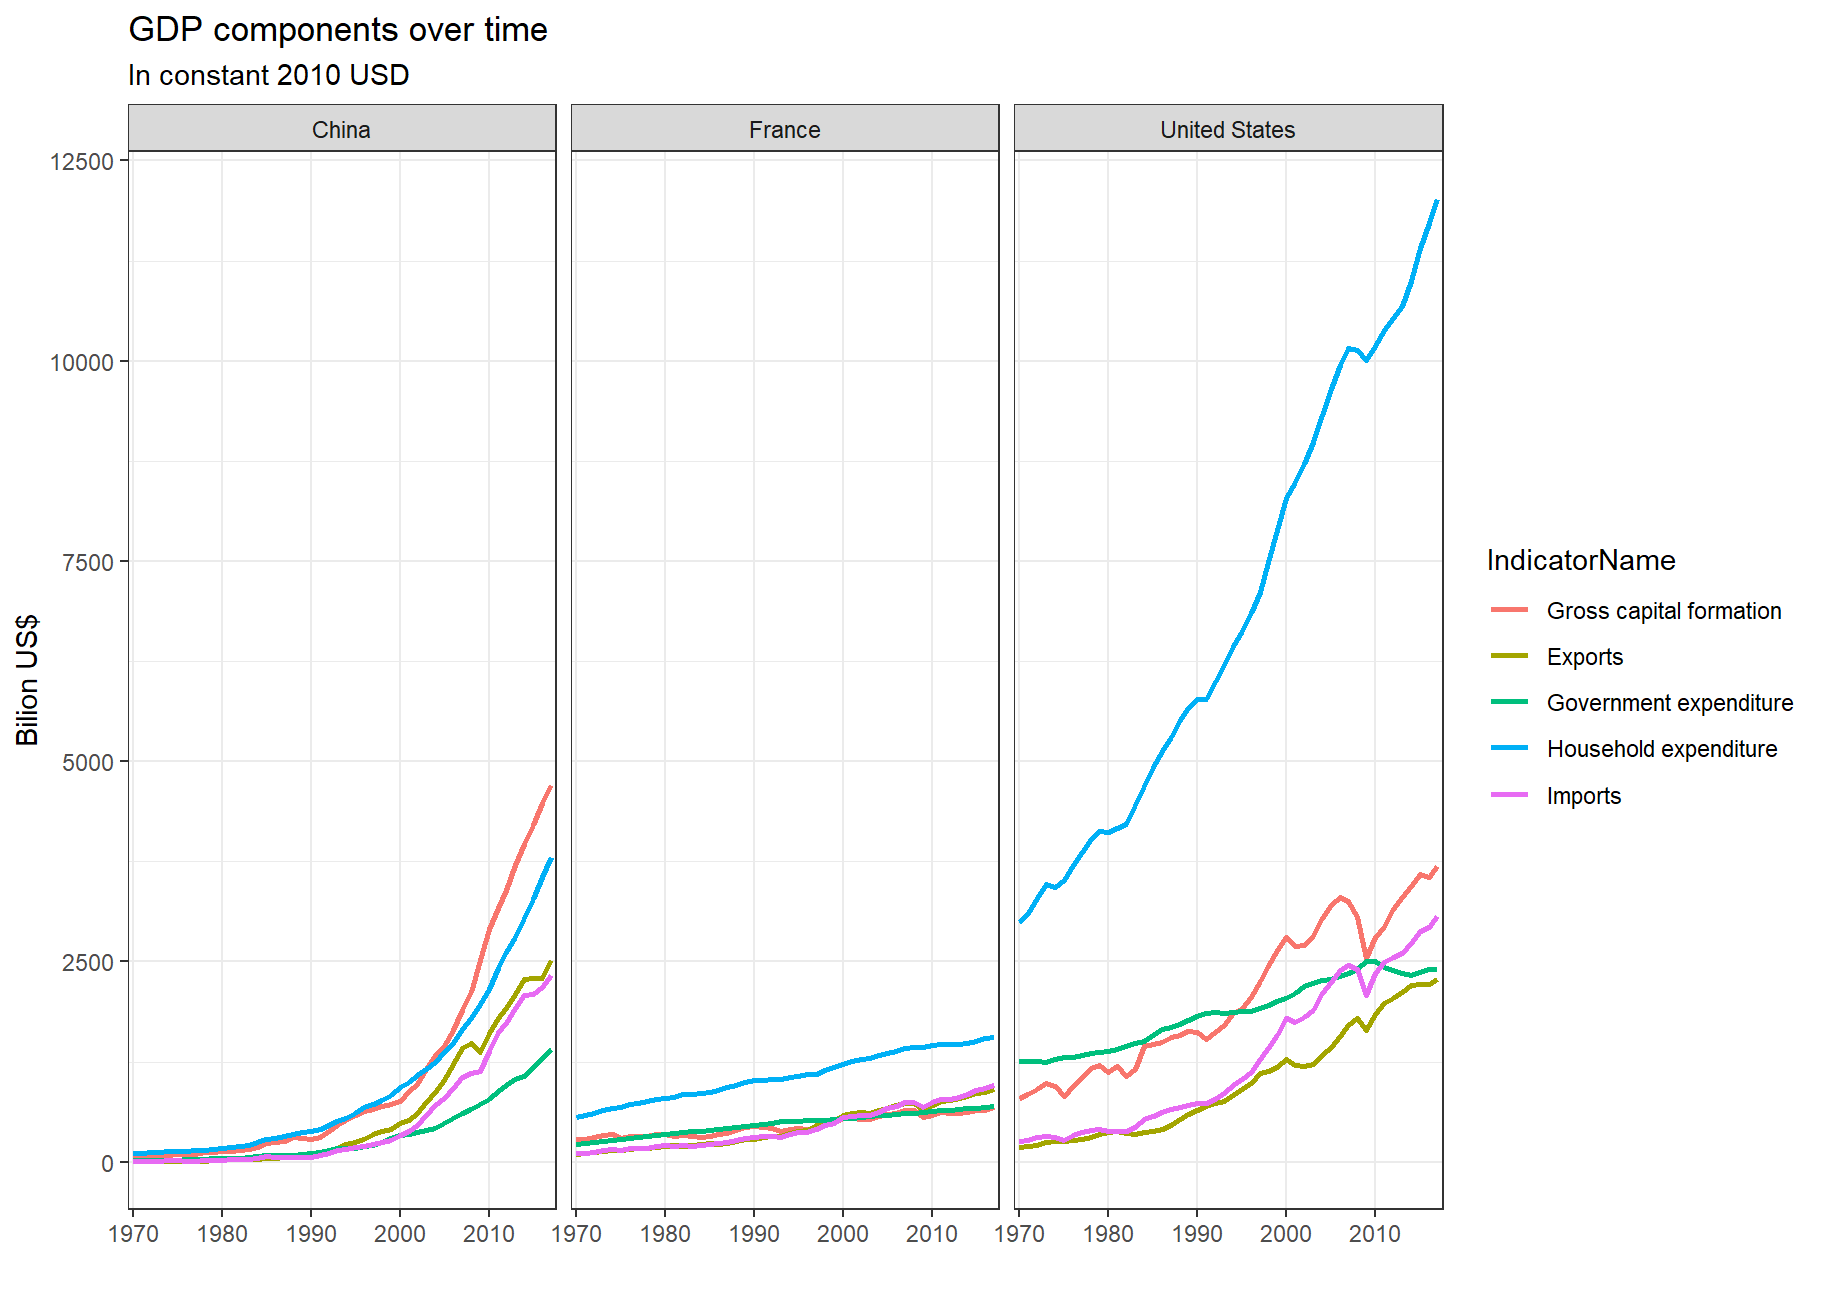 GDP components over time
In constant 2010 USD
China France United States
12500
10000
7500
5000
2500
0
Bilion US$
1970 1980 1990 2000 2010 1970 1980 1990 2000 2010 1970 1980 1990 2000 2010
IndicatorName
Gross capital formation
Exports
Government expenditure
Household expenditure
Imports